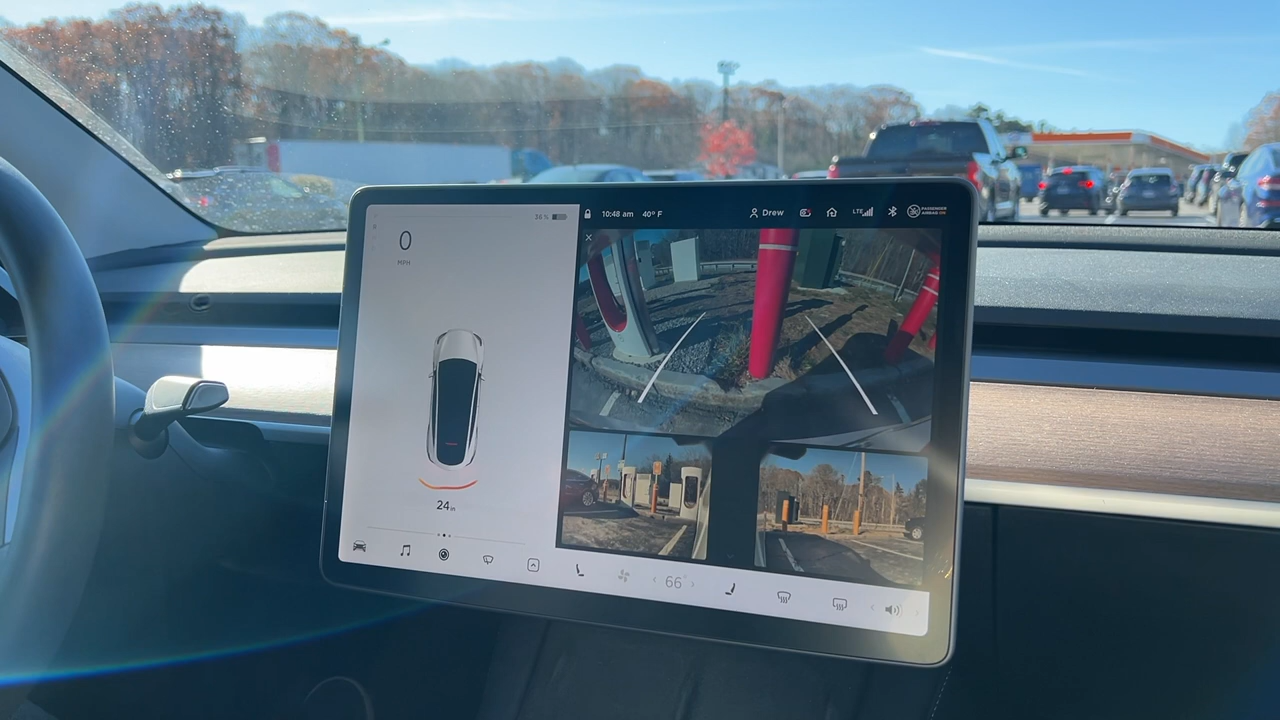 36 %
10:48 am 40° F
Drew
LTE
PASSENGER
AIRBAG ON
0
MPH
24 in
66°